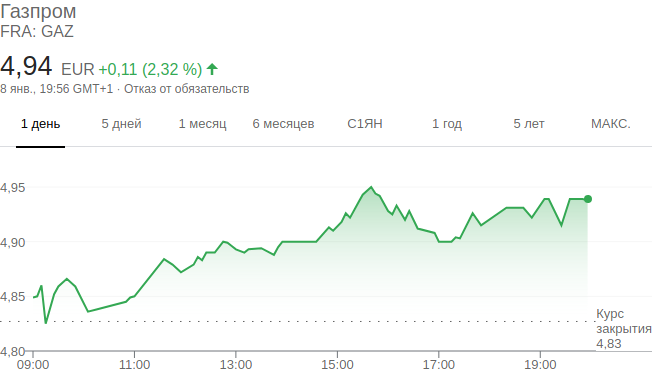 Газпром
FRA: GAZ
4,94 EUR +0,11 (2,32 %)
8 янв., 19:56 GMT+1 · Отказ от обязательств
1 день 5 дней 1 месяц 6 месяцев С1ЯН 1 год 5 лет МАКС.
4,95
4,90
4,85
Курс
закрытия
4,83
4,80
09:00 11:00 13:00 15:00 17:00 19:00